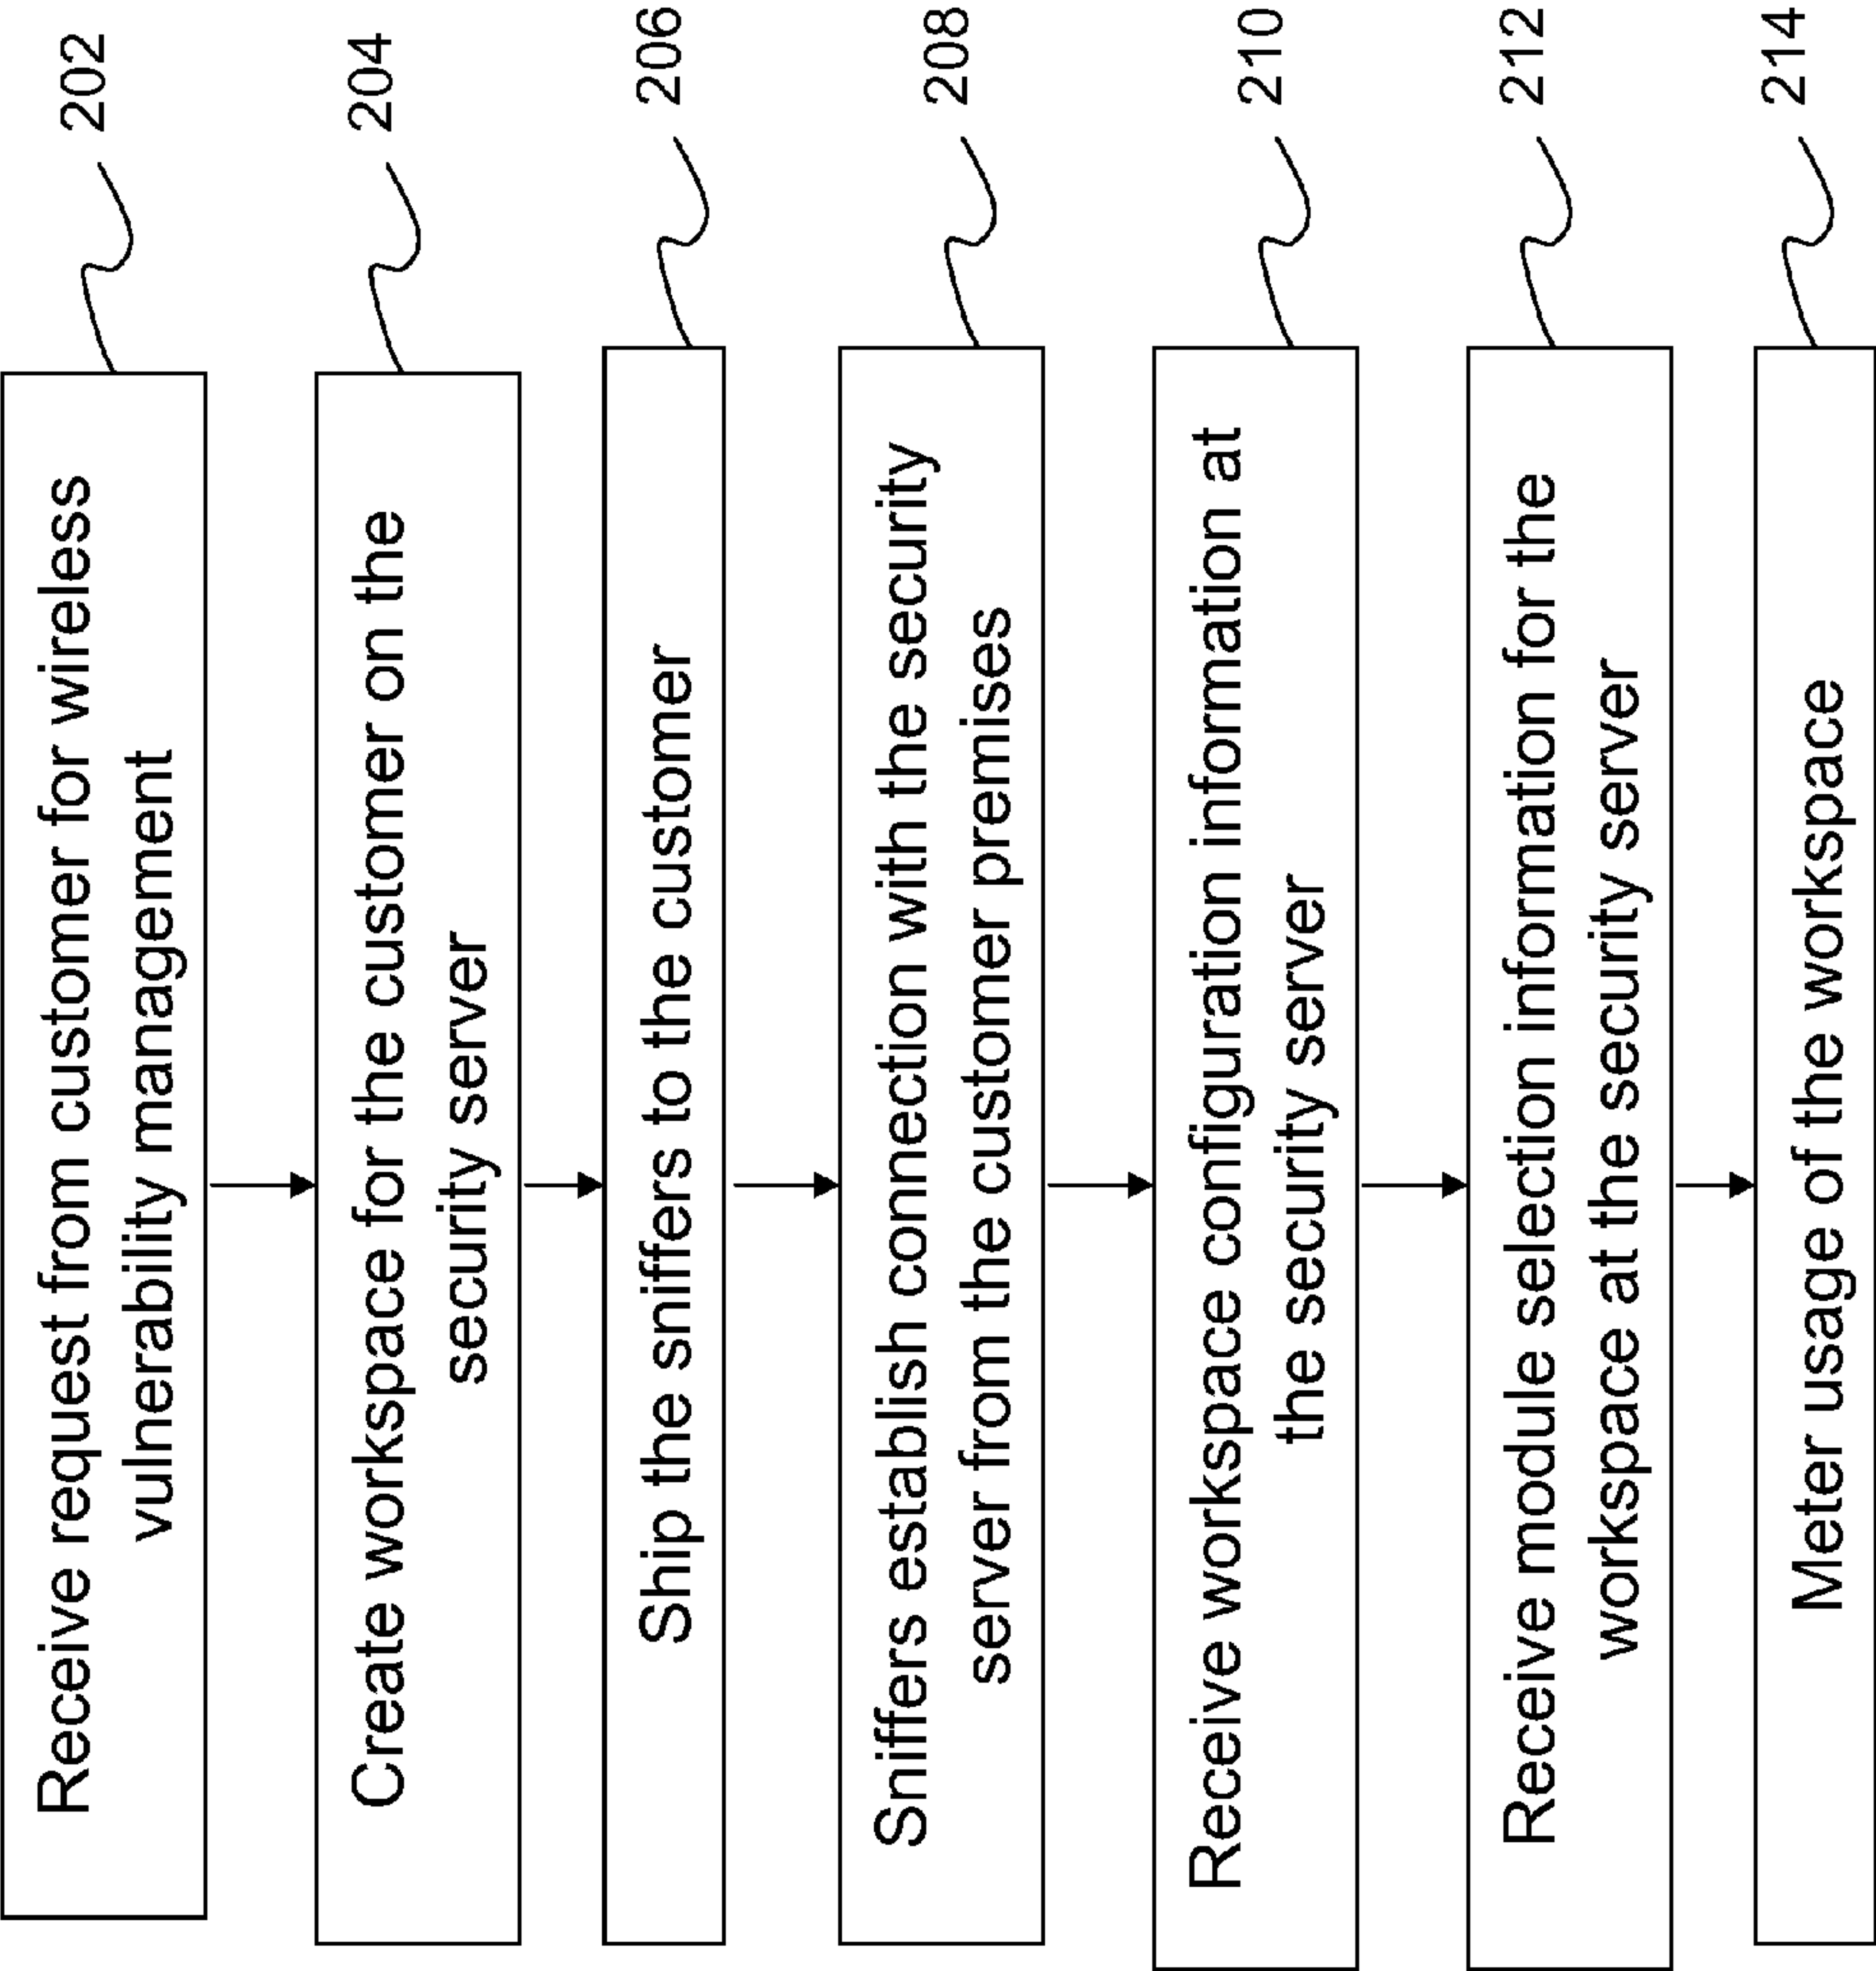 Receive request from customer for wireless
vulnerability management
202
Create workspace for the customer on the
security server
204
Ship the sniffers to the customer
206
Sniffers establish connection with the security
server from the customer premises
208
Receive workspace configuration information at
the security server
210
Receive module selection information for the
workspace at the security server
212
Meter usage of the workspace
214